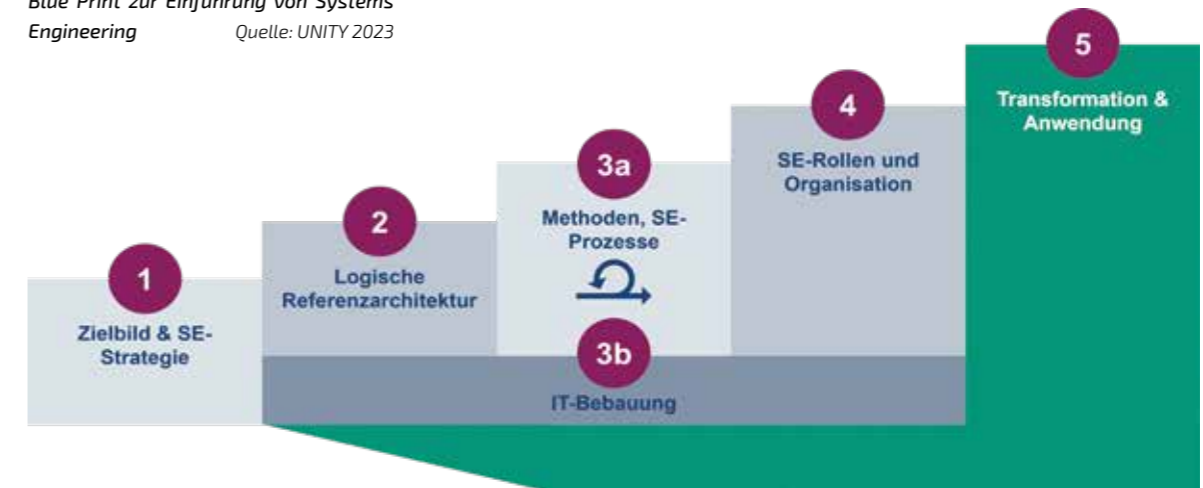 Blue Print zur Einführung von Systems
Engineering Quelle: UNITY 2023
1
Zielbild & SE-
Strategie
2
Logische
Referenzarchitektur
3a
Methoden, SE-
Prozesse
3b
IT-Bebauung
4
SE-Rollen und
Organisation
5
Transformation &
Anwendung